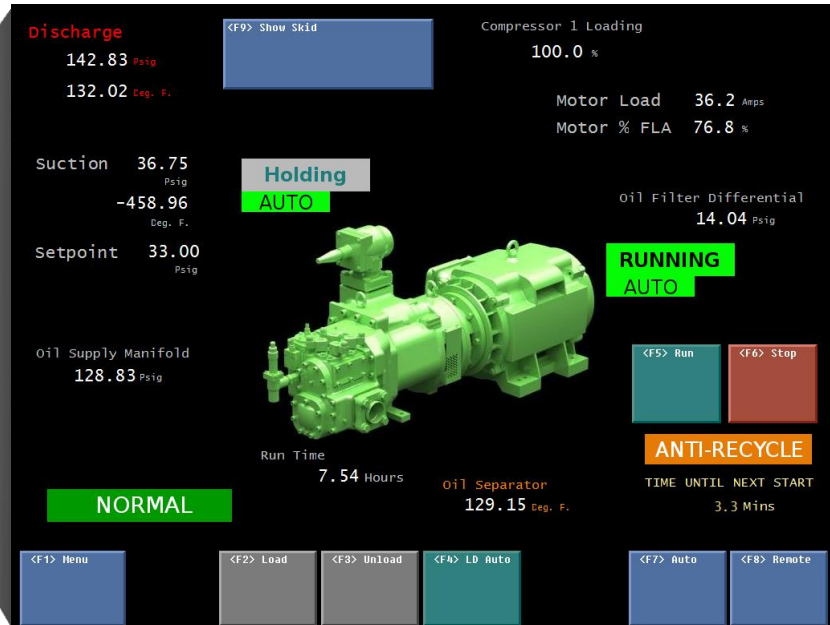 Discharge
142.83 Psig
132.02 Deg. F.
<F9> Show Skid
Compressor 1 Loading
100.0 %
Motor Load 36.2 Amps
Motor % FLA 76.8 %
Suction 36.75
Psig
-458.96
Deg. F.
Setpoint 33.00
Psig
Holding
AUTO
Oil Filter Differential
14.04 Psig
RUNNING
AUTO
Oil Supply Manifold
128.83 Psig
<F5> Run
<F6> Stop
ANTI-RECYCLE
TIME UNTIL NEXT START
3.3 Mins
Run Time
7.54 Hours
Oil Separator
129.15 Deg. F.
NORMAL
<F1> Menu
<F2> Load
<F3> Unload
<F4> LD Auto
<F7> Auto
<F8> Remote